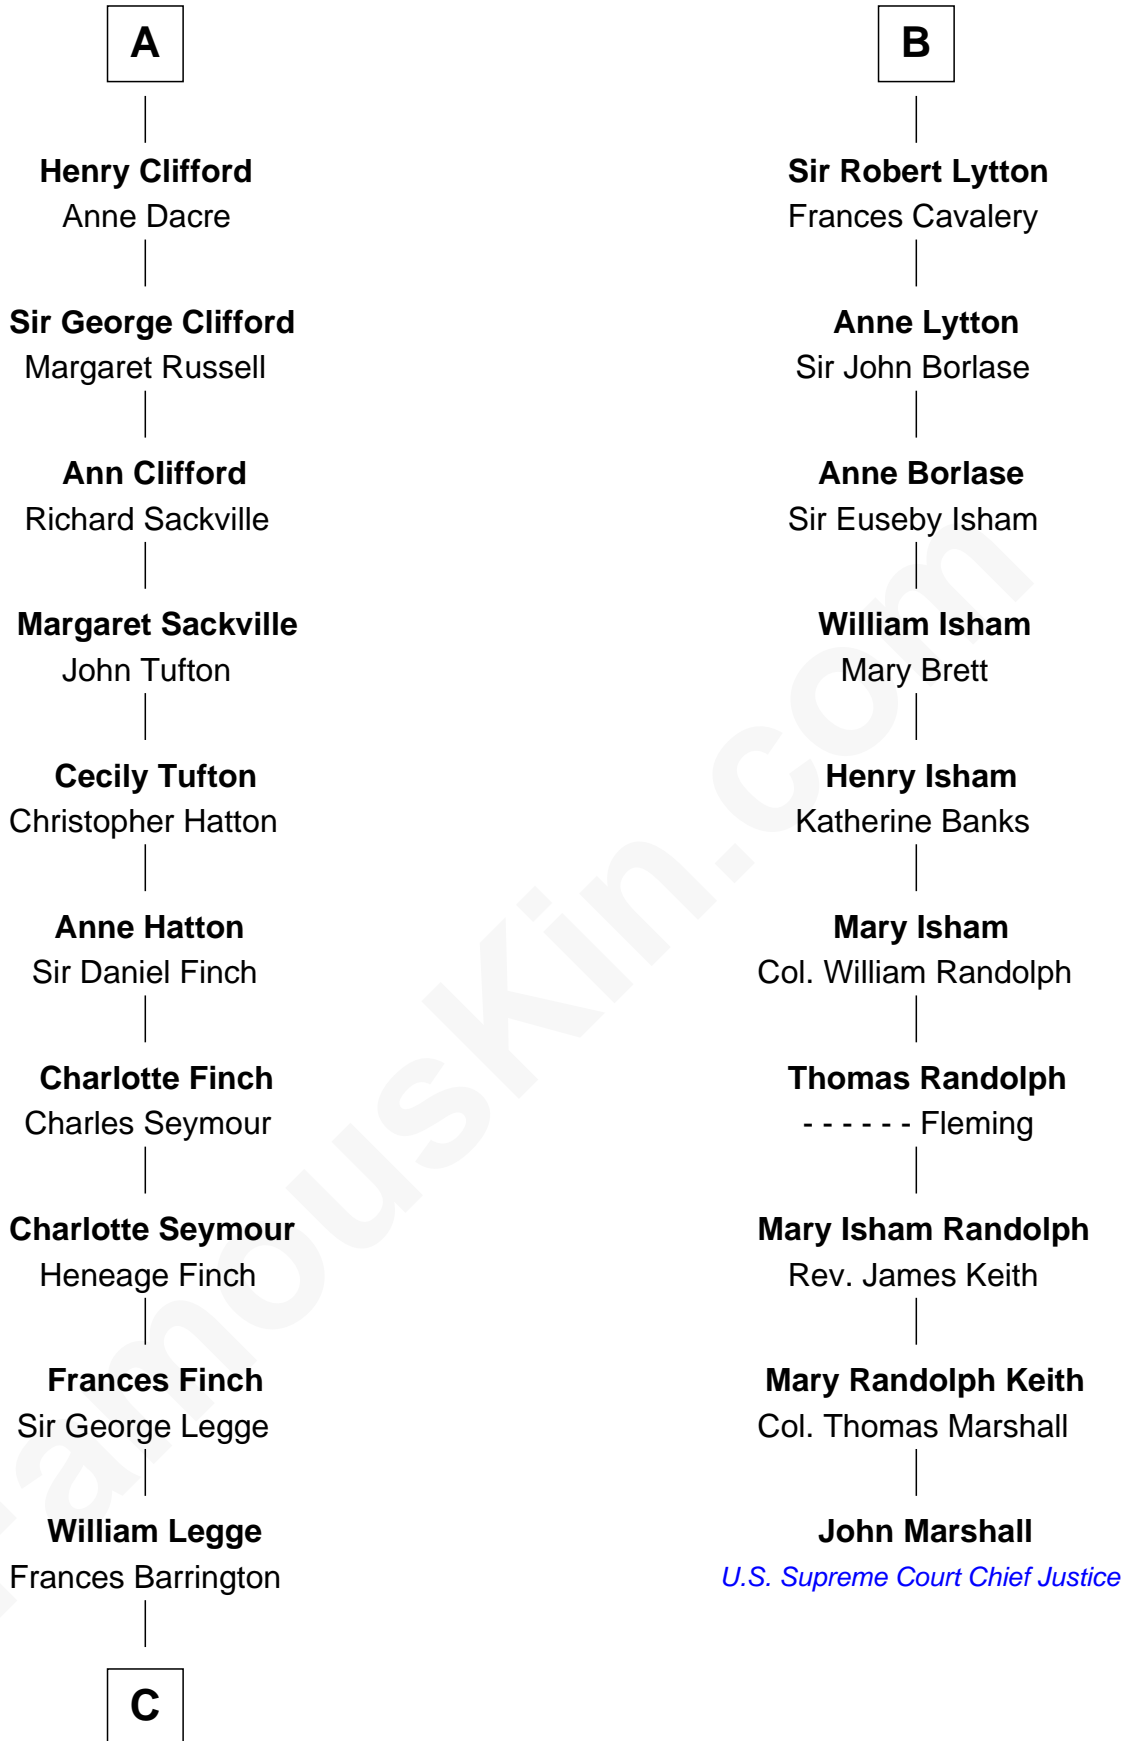 A
Henry Clifford
Anne Dacre
Sir George Clifford
Margaret Russell
Ann Clifford
Richard Sackville
Margaret Sackville
John Tufton
Cecily Tufton
Christopher Hatton
Anne Hatton
Sir Daniel Finch
Charlotte Finch
Charles Seymour
Charlotte Seymour
Heneage Finch
Frances Finch
Sir George Legge
William Legge
Frances Barrington
C
B
Sir Robert Lytton
Frances Cavalery
Anne Lytton
Sir John Borlase
Anne Borlase
Sir Euseby Isham
William Isham
Mary Brett
Henry Isham
Katherine Banks
Mary Isham
Col. William Randolph
Thomas Randolph
- - - - - - Fleming
Mary Isham Randolph
Rev. James Keith
Mary Randolph Keith
Col. Thomas Marshall
John Marshall
U.S. Supreme Court Chief Justice
FamousKin.com